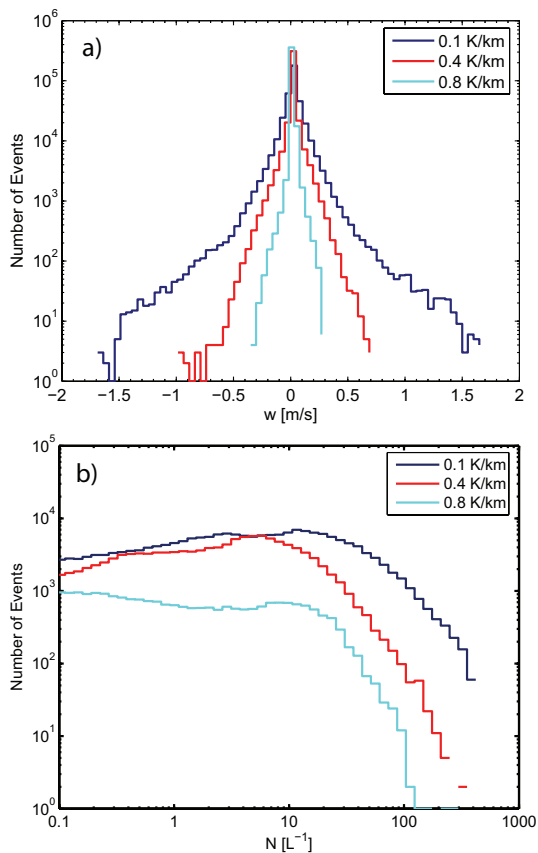 a)
0.1 K/km
0.4 K/km
0.8 K/km
Number of Events
10^6
10^5
10^4
10^3
10^2
10^1
10^0
−2
−1.5
−1
−0.5
0
0.5
1
1.5
2
w [m/s]
b)
0.1 K/km
0.4 K/km
0.8 K/km
Number of Events
10^5
10^4
10^3
10^2
10^1
10^0
0.1
1
10
100
1000
N [L^−1]